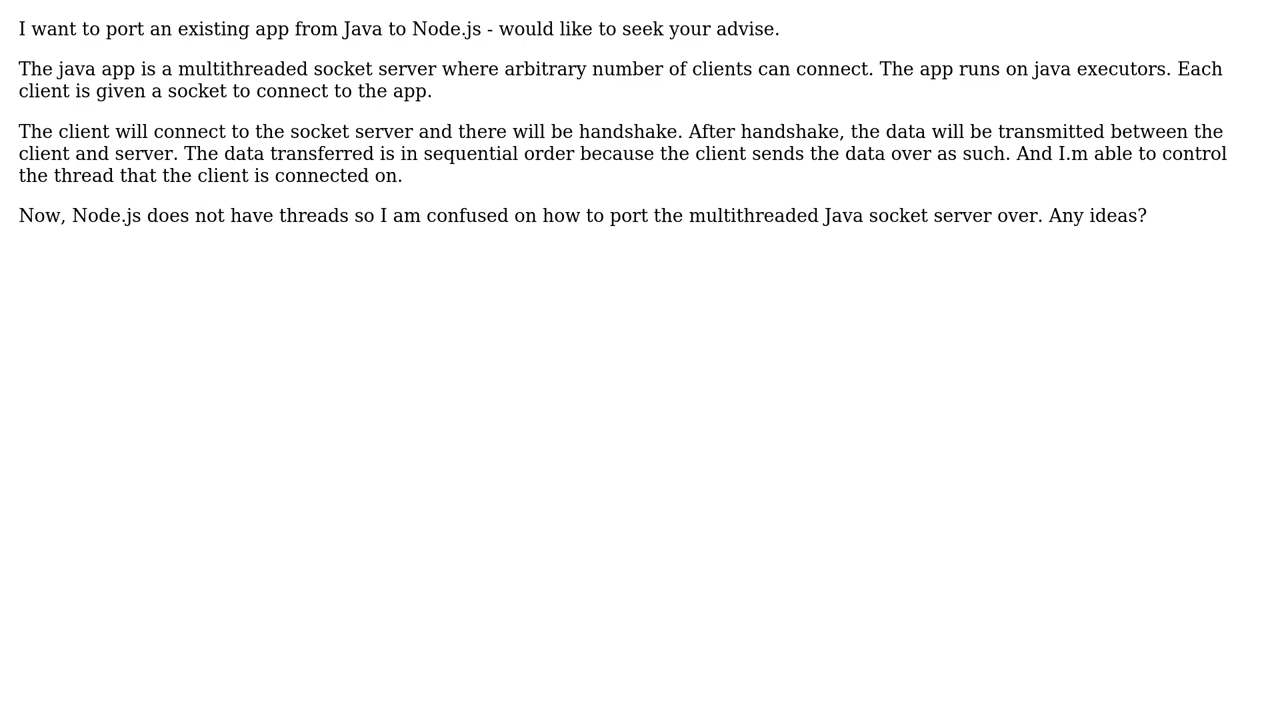 I want to port an existing app from Java to Node.js - would like to seek your advise.
The java app is a multithreaded socket server where arbitrary number of clients can connect. The app runs on java executors. Each
client is given a socket to connect to the app.
The client will connect to the socket server and there will be handshake. After handshake, the data will be transmitted between the
client and server. The data transferred is in sequential order because the client sends the data over as such. And I.m able to control
the thread that the client is connected on.
Now, Node.js does not have threads so I am confused on how to port the multithreaded Java socket server over. Any ideas?